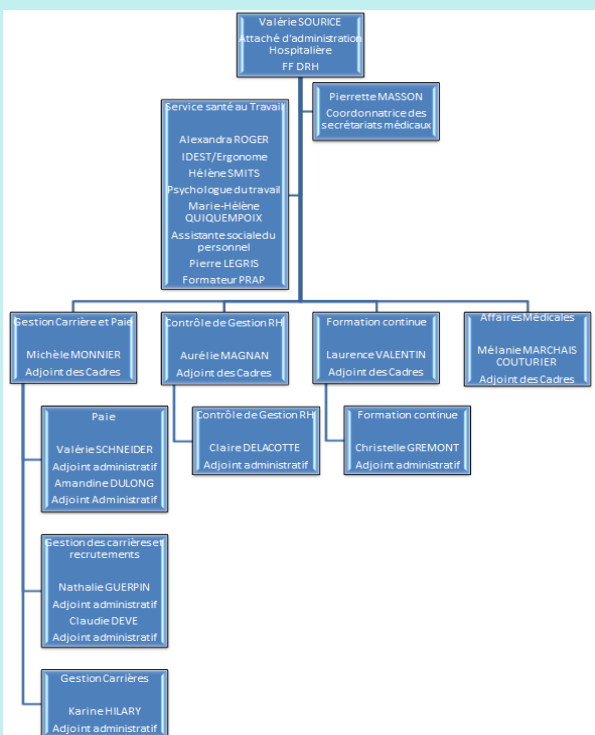 Valérie SOURICE
Attaché d'administration
Hospitalière
FF DRH
Pierrette MASSON
Coordonnatrice des
secrétariats médicaux
Service santé au Travail
Alexandra ROGER
IDEST/Ergonome
Hélène SMITS
Psychologue du travail
Marie-Hélène
QUIQUEMPOIX
Assistante sociale du
personnel
Pierre LEGRIS
Formateur PRAP
Gestion Carrière et Paie
Michèle MONNIER
Adjoint des Cadres
Contrôle de Gestion RH
Aurélie MAGNAN
Adjoint des Cadres
Formation continue
Laurence VALENTIN
Adjoint des Cadres
Affaires Médicales
Mélanie MARCHAIS
COUTURIER
Adjoint des Cadres
Paie
Valérie SCHNEIDER
Adjoint administratif
Amandine DULONG
Adjoint Administratif
Contrôle de Gestion RH
Claire DELACOTTE
Adjoint administratif
Formation continue
Christelle GREMONT
Adjoint administratif
Gestion des carrières et
recrutements
Nathalie GUERPIN
Adjoint administratif
Claudie DEVE
Adjoint administratif
Gestion Carrières
Karine HILARY
Adjoint administratif